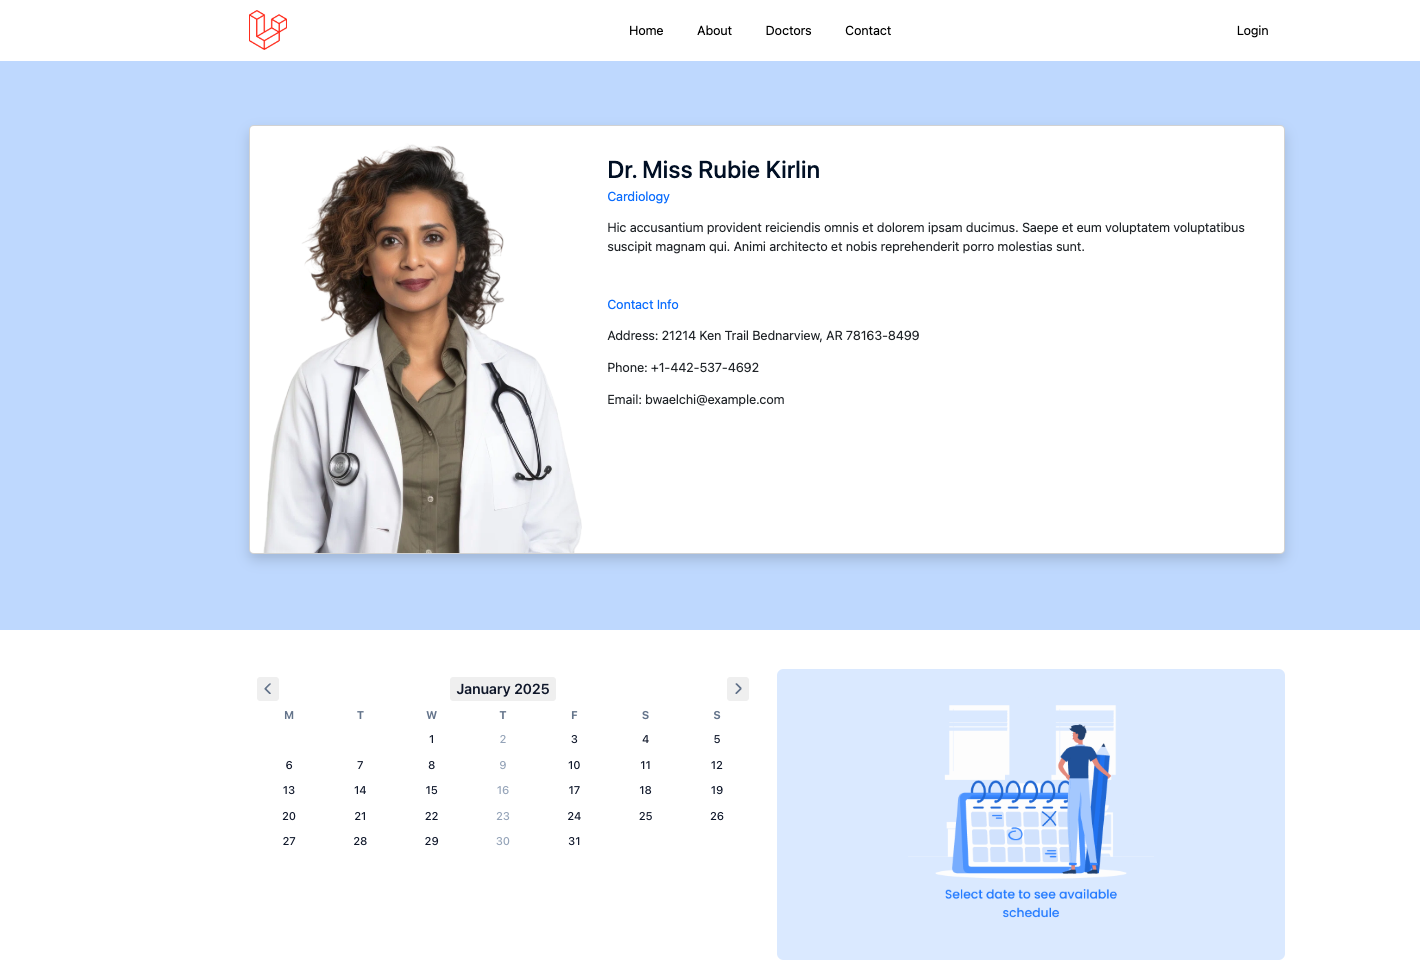 Home About Doctors Contact Login
Dr. Miss Rubie Kirlin
Cardiology
Hic accusantium provident reiciendis omnis et dolorem ipsam ducimus. Saepe et eum voluptatem voluptatibus
suscipit magnam qui. Animi architecto et nobis reprehenderit porro molestias sunt.
Contact Info
Address: 21214 Ken Trail Bednarview, AR 78163-8499
Phone: +1-442-537-4692
Email: bwaelchi@example.com
January 2025
M T W T F S S
1 2 3 4 5
6 7 8 9 10 11 12
13 14 15 16 17 18 19
20 21 22 23 24 25 26
27 28 29 30 31
Select date to see available
schedule